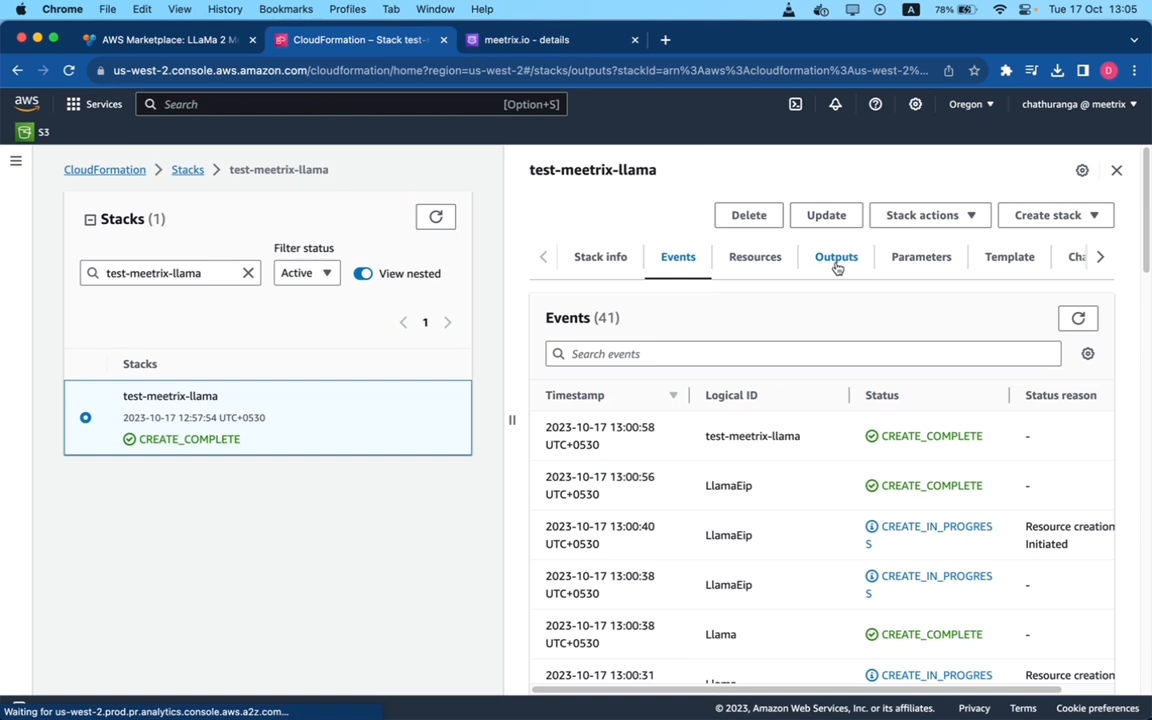 Chrome File Edit View History Bookmarks Profiles Tab Window Help
A 78% Tue 17 Oct 13:05
AWS Marketplace: LLaMa 2 M
CloudFormation – Stack test-
meetrix.io - details
us-west-2.console.aws.amazon.com/cloudformation/home?region=us-west-2#/stacks/outputs?stackId=arn%3Aaws%3Acloudformation%3Aus-west-2%...
D
aws Services Search [Option+S] Oregon chathuranga @ meetrix
S3
CloudFormation Stacks test-meetrix-llama
Stacks (1)
Filter status
test-meetrix-llama Active View nested
1
Stacks
test-meetrix-llama
2023-10-17 12:57:54 UTC+0530
CREATE_COMPLETE
test-meetrix-llama
Delete Update Stack actions Create stack
Stack info Events Resources Outputs Parameters Template Cha
Events (41)
Search events
Timestamp Logical ID Status Status reason
2023-10-17 13:00:58
UTC+0530
test-meetrix-llama CREATE_COMPLETE -
2023-10-17 13:00:56
UTC+0530
LlamaEip CREATE_COMPLETE -
2023-10-17 13:00:40
UTC+0530
LlamaEip
CREATE_IN_PROGRES
S
Resource creation
Initiated
2023-10-17 13:00:38
UTC+0530
LlamaEip
CREATE_IN_PROGRES
S
-
2023-10-17 13:00:38
UTC+0530
Llama CREATE_COMPLETE -
2023-10-17 13:00:31
CREATE_IN_PROGRES
Resource creation
Waiting for us-west-2.prod.pr.analytics.console.aws.a2z.com...
© 2023, Amazon Web Services, Inc. or its affiliates. Privacy Terms Cookie preferences